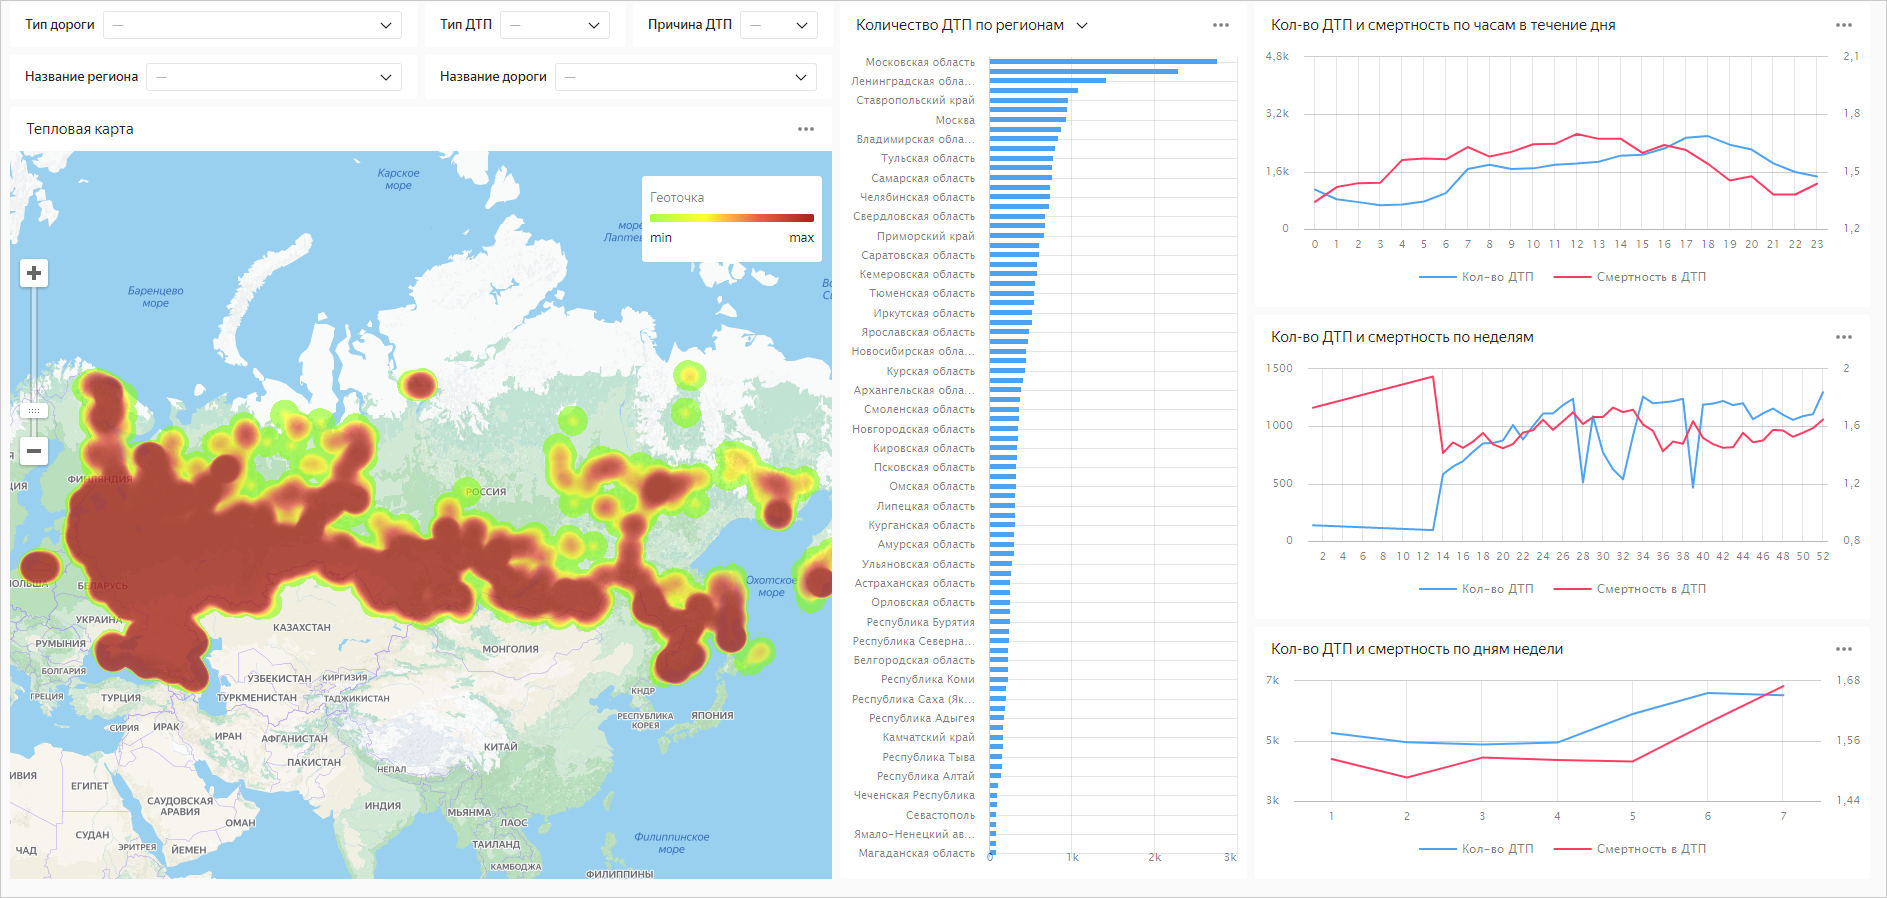 Тип дороги
—
Тип ДТП
—
Причина ДТП
—
Название региона
—
Название дороги
—
Тепловая карта
Карское
море
Геоточка
min max
море
Лаптев
Баренцево
море
ФИНЛЯНДИЯ
РОССИЯ
БЕЛАРУСЬ
Охотское
море
УКРАИНА
КАЗАХСТАН
РУМЫНИЯ
МОНГОЛИЯ
БОЛГАРИЯ
УЗБЕКИСТАН
КИРГИЗИЯ
КНДР
ГРЕЦИЯ
ТУРЦИЯ
ТУРКМЕНИСТАН
ТАДЖИКИСТАН
РЕСПУБЛИКА
КОРЕЯ
ЯПОНИЯ
СИРИЯ
ИРАК
ИРАН
АФГАНИСТАН
КИТАЙ
ПАКИСТАН
НЕПАЛ
ИВИЯ
ЕГИПЕТ
САУДОВСКАЯ
АРАВИЯ
ИНДИЯ
ОМАН
МЬЯНМА
ЛАОС
СУДАН
ЭРИТРЕЯ
ЙЕМЕН
ТАИЛАНД
Филиппинское
море
ЧАД
КАМБОДЖА
ФИЛИППИНЫ
Количество ДТП по регионам
Московская область
Ленинградская обла...
Ставропольский край
Москва
Владимирская обла...
Тульская область
Самарская область
Челябинская область
Свердловская область
Приморский край
Саратовская область
Кемеровская область
Тюменская область
Иркутская область
Ярославская область
Новосибирская обла...
Курская область
Архангельская обла...
Смоленская область
Новгородская область
Кировская область
Псковская область
Омская область
Липецкая область
Курганская область
Амурская область
Ульяновская область
Астраханская область
Орловская область
Республика Бурятия
Республика Северна...
Белгородская область
Республика Коми
Республика Саха (Як...
Республика Адыгея
Камчатский край
Республика Тыва
Республика Алтай
Чеченская Республика
Севастополь
Ямало-Ненецкий ав...
Магаданская область
0 1k 2k 3k
Кол-во ДТП и смертность по часам в течение дня
4,8k 2,1
3,2k 1,8
1,6k 1,5
0 1,2
0 1 2 3 4 5 6 7 8 9 10 11 12 13 14 15 16 17 18 19 20 21 22 23
Кол-во ДТП Смертность в ДТП
Кол-во ДТП и смертность по неделям
1500 2
1000 1,6
500 1,2
0 0,8
2 4 6 8 10 12 14 16 18 20 22 24 26 28 30 32 34 36 38 40 42 44 46 48 50 52
Кол-во ДТП Смертность в ДТП
Кол-во ДТП и смертность по дням недели
7k 1,68
5k 1,56
3k 1,44
1 2 3 4 5 6 7
Кол-во ДТП Смертность в ДТП